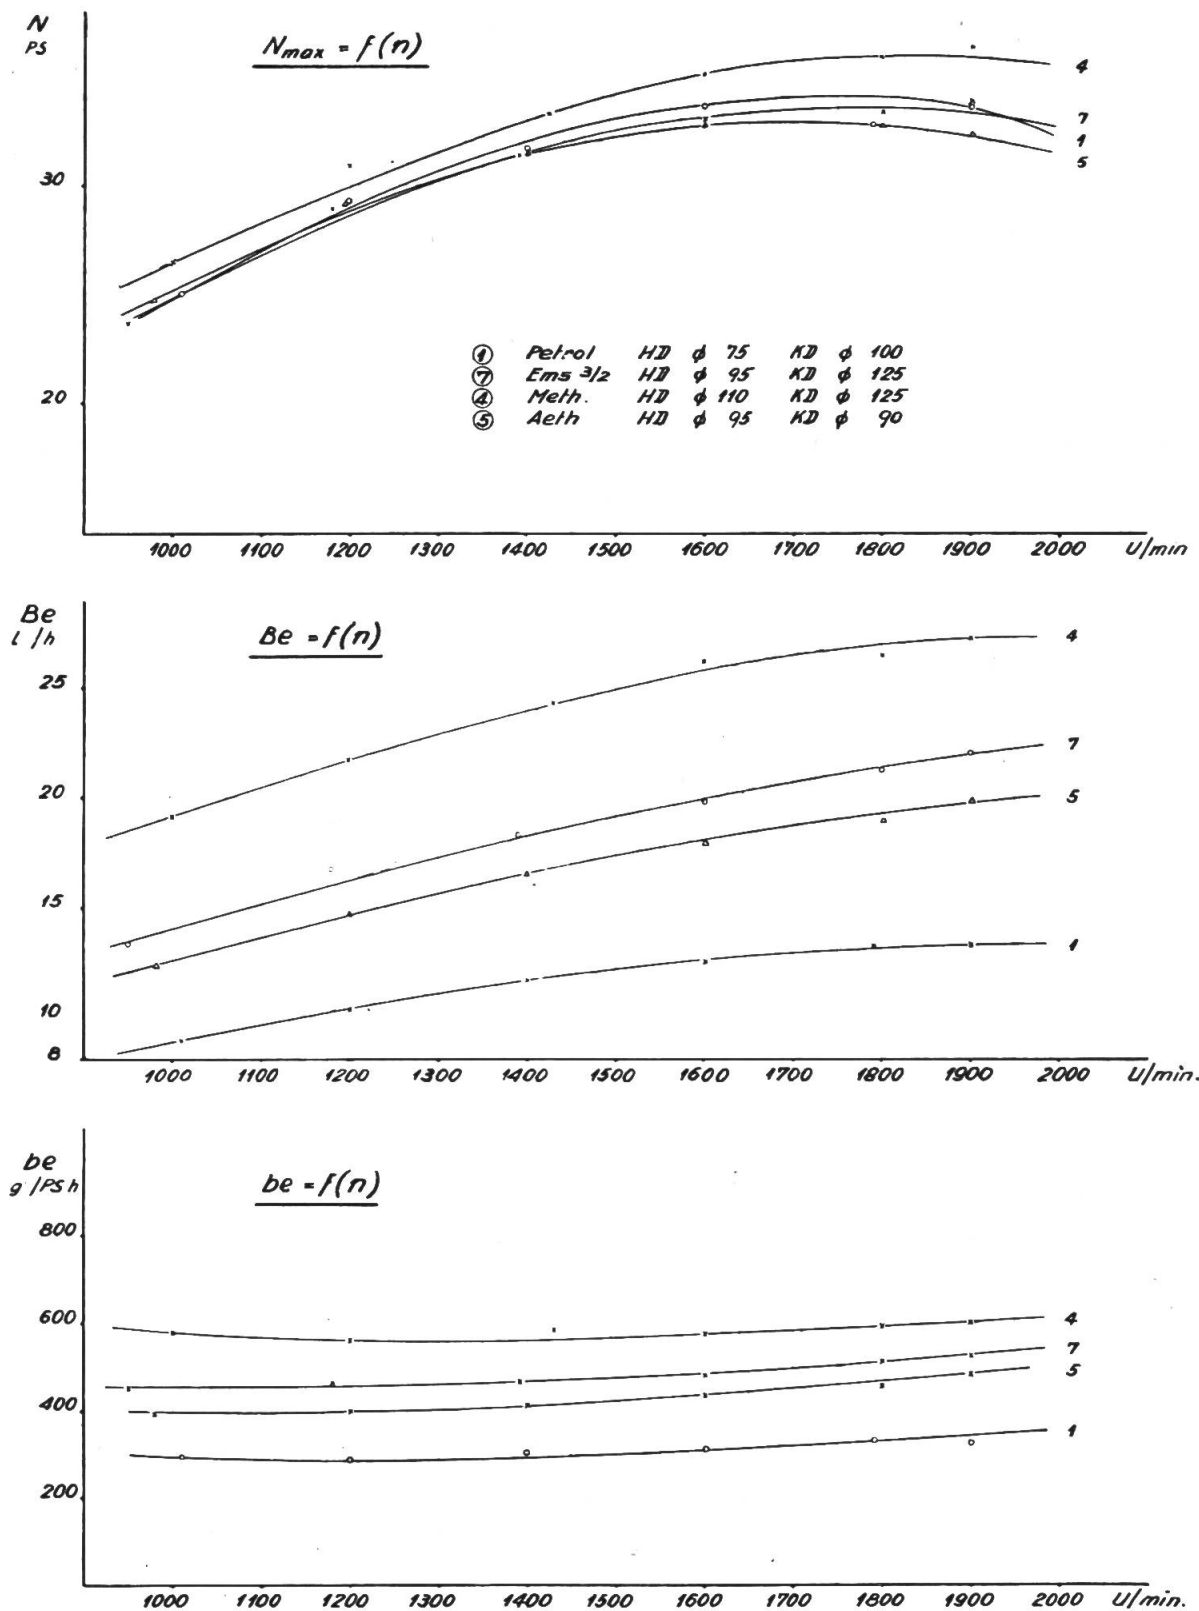 N
PS
Nmax = f(n)
4
7
1
5
30
20
① Petrol HD ϕ 75 KD ϕ 100
⑦ Ems 3/2 HD ϕ 95 KD ϕ 125
④ Meth. HD ϕ 110 KD ϕ 125
⑤ Aeth HD ϕ 95 KD ϕ 90
1000 1100 1200 1300 1400 1500 1600 1700 1800 1900 2000 U/min
Be
l/h
Be = f(n)
4
25
7
20
5
15
1
10
8
1000 1100 1200 1300 1400 1500 1600 1700 1800 1900 2000 U/min.
be
g/PSh
be = f(n)
800
600
4
7
5
400
1
200
1000 1100 1200 1300 1400 1500 1600 1700 1800 1900 2000 U/min.